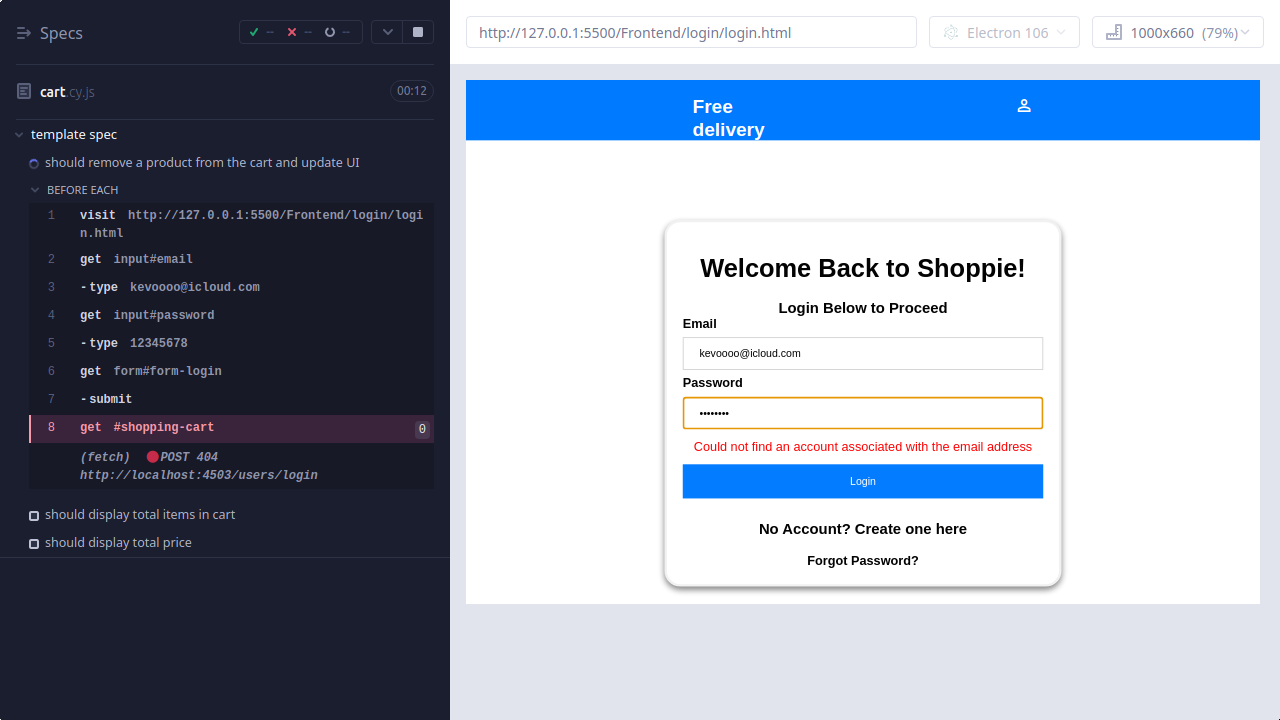 Specs
--
--
--
http://127.0.0.1:5500/Frontend/login/login.html
Electron 106
1000x660 (79%)
cart.cy.js
00:12
template spec
should remove a product from the cart and update UI
BEFORE EACH
1 visit http://127.0.0.1:5500/Frontend/login/logi
n.html
2 get input#email
3 -type kevoooo@icloud.com
4 get input#password
5 -type 12345678
6 get form#form-login
7 -submit
8 get #shopping-cart 0
(fetch) POST 404
http://localhost:4503/users/login
should display total items in cart
should display total price
Free
delivery
Welcome Back to Shoppie!
Login Below to Proceed
Email
kevoooo@icloud.com
Password
••••••••
Could not find an account associated with the email address
Login
No Account? Create one here
Forgot Password?